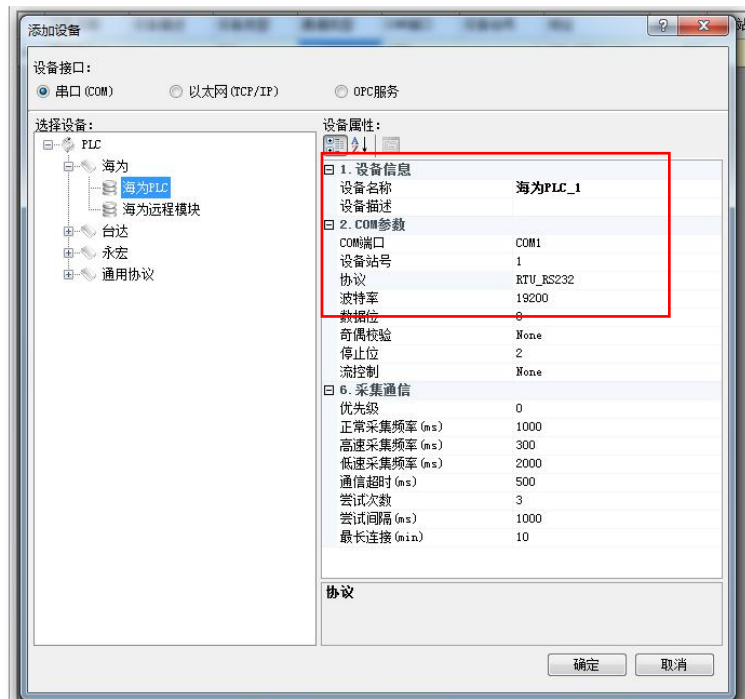 添加设备
站
设备接口:
串口(COM) 以太网(TCP/IP) OPC服务
选择设备: 设备属性:
PLC
海为
海为PLC
海为远程模块
台达
永宏
通用协议
1. 设备信息
设备名称 海为PLC_1
设备描述
2. COM参数
COM端口 COM1
设备站号 1
协议 RTU_RS232
波特率 19200
数据位 8
奇偶校验 None
停止位 2
流控制 None
6. 采集通信
优先级 0
正常采集频率(ms) 1000
高速采集频率(ms) 300
低速采集频率(ms) 2000
通信超时(ms) 500
尝试次数 3
尝试间隔(ms) 1000
最长连接(min) 10
协议
确定 取消